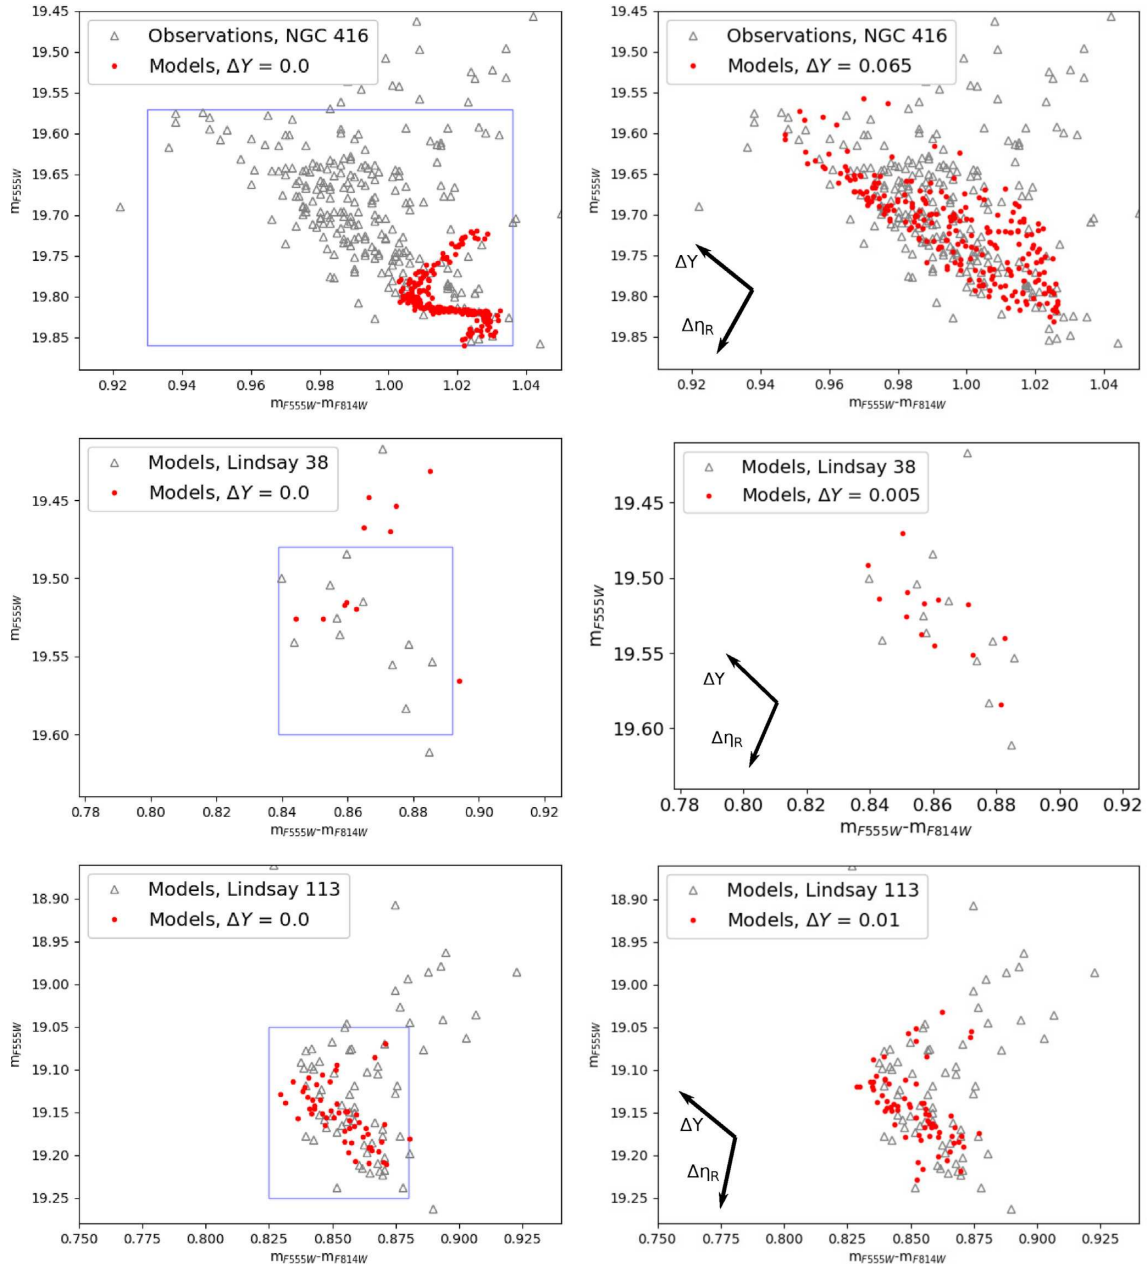 Observations, NGC 416
Models, ΔY = 0.0
19.45
19.50
19.55
19.60
19.65
19.70
19.75
19.80
19.85
m_F555W
0.92
0.94
0.96
0.98
1.00
1.02
1.04
m_F555W-m_F814W
Observations, NGC 416
Models, ΔY = 0.065
19.45
19.50
19.55
19.60
19.65
19.70
19.75
19.80
19.85
m_F555W
ΔY
Δη_R
0.92
0.94
0.96
0.98
1.00
1.02
1.04
m_F555W-m_F814W
Models, Lindsay 38
Models, ΔY = 0.0
19.45
19.50
19.55
19.60
m_F555W
0.78
0.80
0.82
0.84
0.86
0.88
0.90
0.92
m_F555W-m_F814W
Models, Lindsay 38
Models, ΔY = 0.005
19.45
19.50
19.55
19.60
m_F555W
ΔY
Δη_R
0.78
0.80
0.82
0.84
0.86
0.88
0.90
0.92
m_F555W-m_F814W
Models, Lindsay 113
Models, ΔY = 0.0
18.90
18.95
19.00
19.05
19.10
19.15
19.20
19.25
m_F555W
0.750
0.775
0.800
0.825
0.850
0.875
0.900
0.925
m_F555W-m_F814W
Models, Lindsay 113
Models, ΔY = 0.01
18.90
18.95
19.00
19.05
19.10
19.15
19.20
19.25
m_F555W
ΔY
Δη_R
0.750
0.775
0.800
0.825
0.850
0.875
0.900
0.925
m_F555W-m_F814W